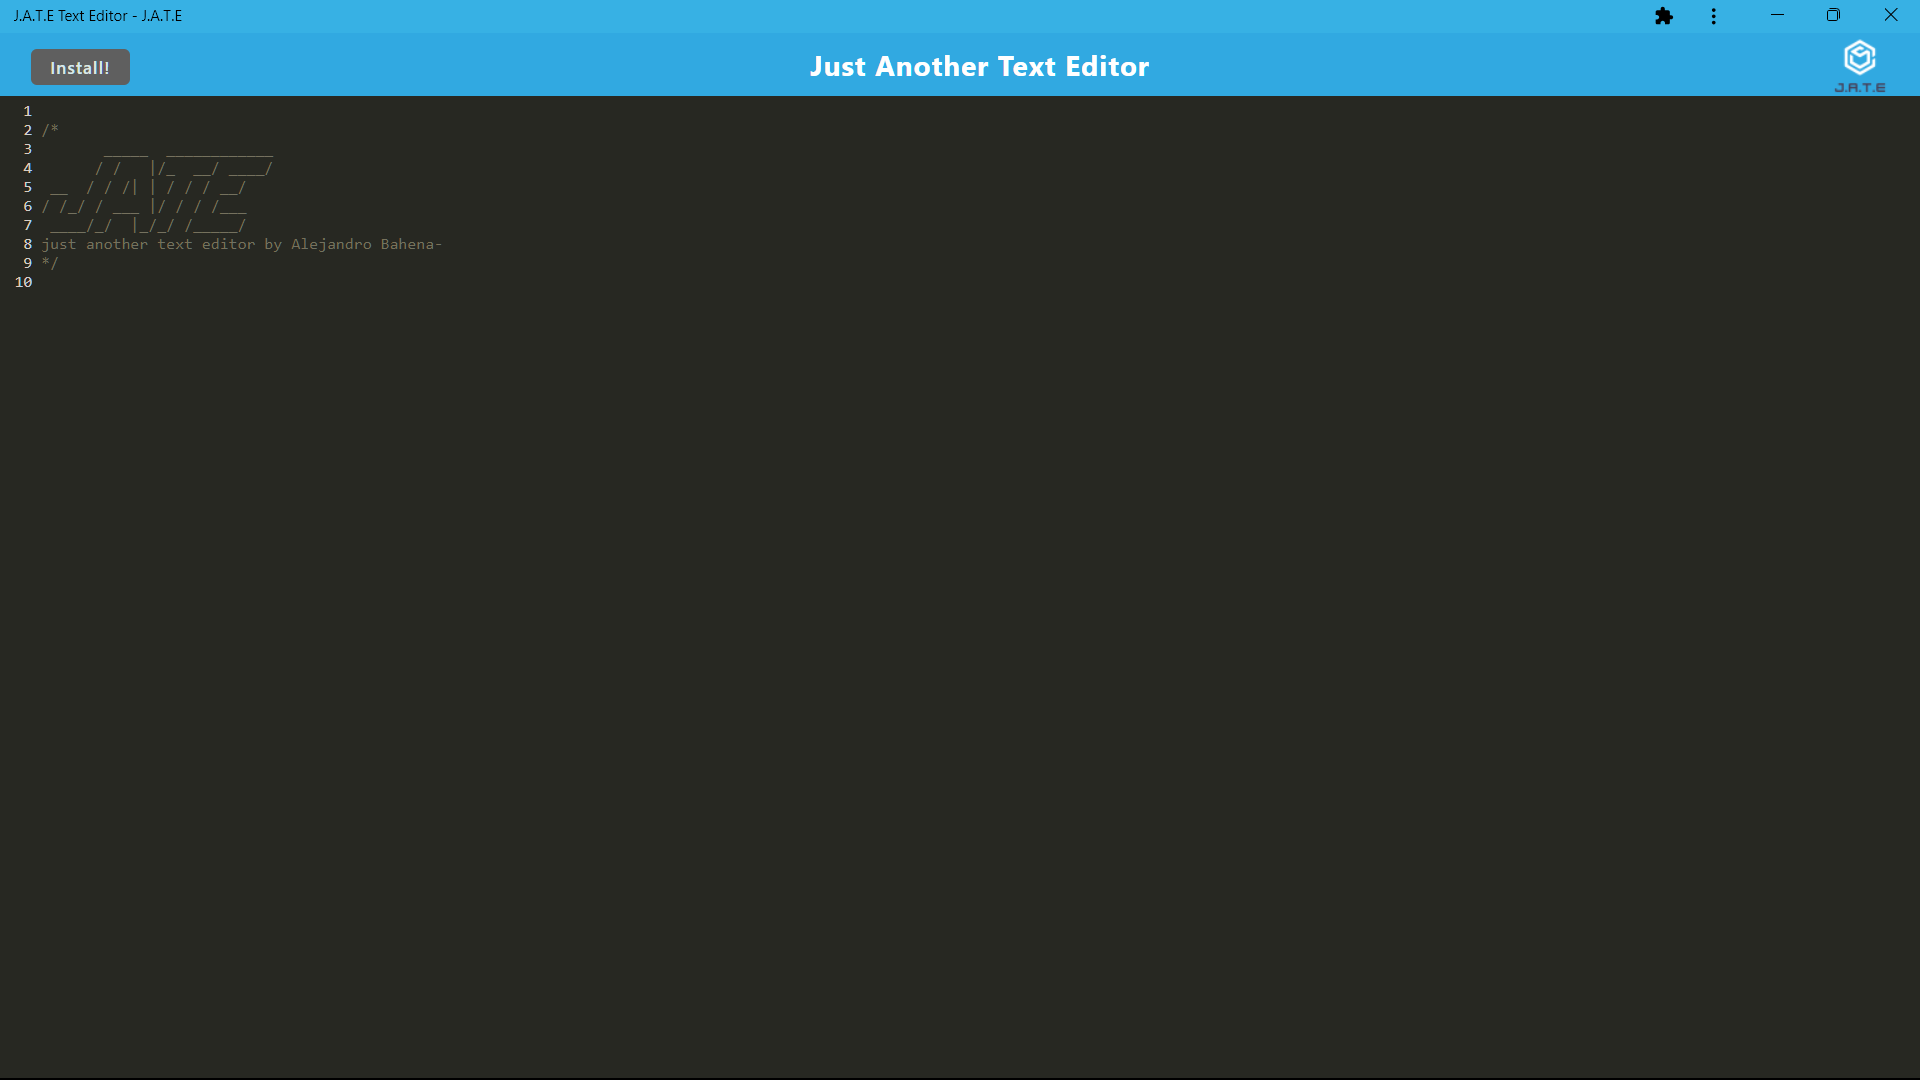 J.A.T.E Text Editor - J.A.T.E
Install!
Just Another Text Editor
J.A.T.E
1
2 /*
3        _____  ____________
4       / /   |/_  __/ ____/
5  __  / / /| | / / / __/
6 / /_/ / ___ |/ / / /___
7  ____/_/  |_/_/ /_____/
8 just another text editor by Alejandro Bahena-
9 */
10